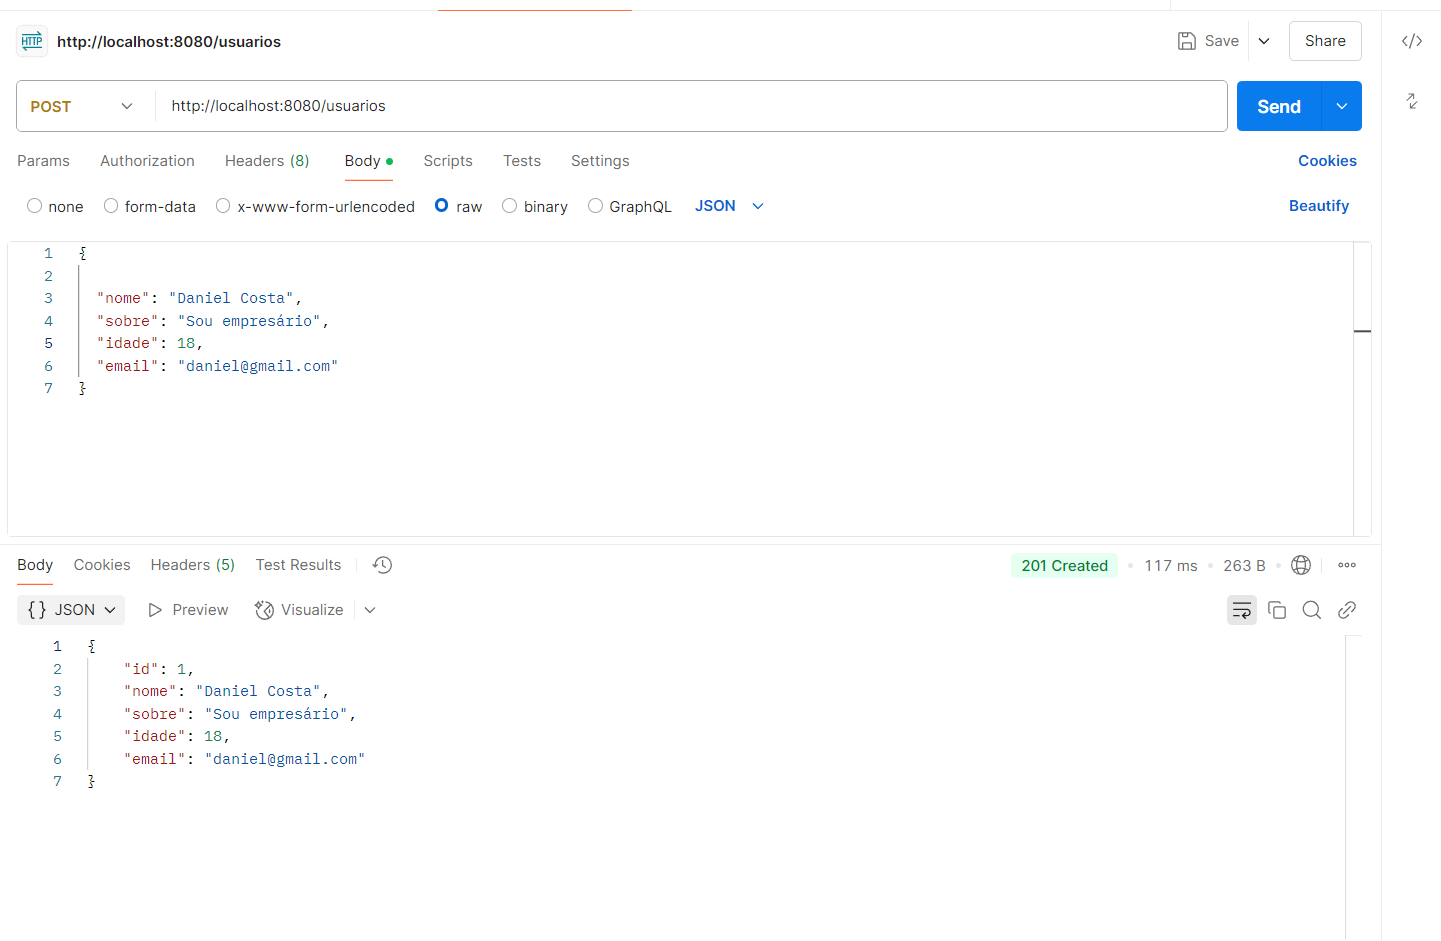 HTTP http://localhost:8080/usuarios Save Share
POST http://localhost:8080/usuarios Send
Params Authorization Headers (8) Body Scripts Tests Settings Cookies
none form-data x-www-form-urlencoded raw binary GraphQL JSON Beautify
1 {
2
3 "nome": "Daniel Costa",
4 "sobre": "Sou empresário",
5 "idade": 18,
6 "email": "daniel@gmail.com"
7 }
Body Cookies Headers (5) Test Results 201 Created 117 ms 263 B
{} JSON Preview Visualize
1 {
2 "id": 1,
3 "nome": "Daniel Costa",
4 "sobre": "Sou empresário",
5 "idade": 18,
6 "email": "daniel@gmail.com"
7 }